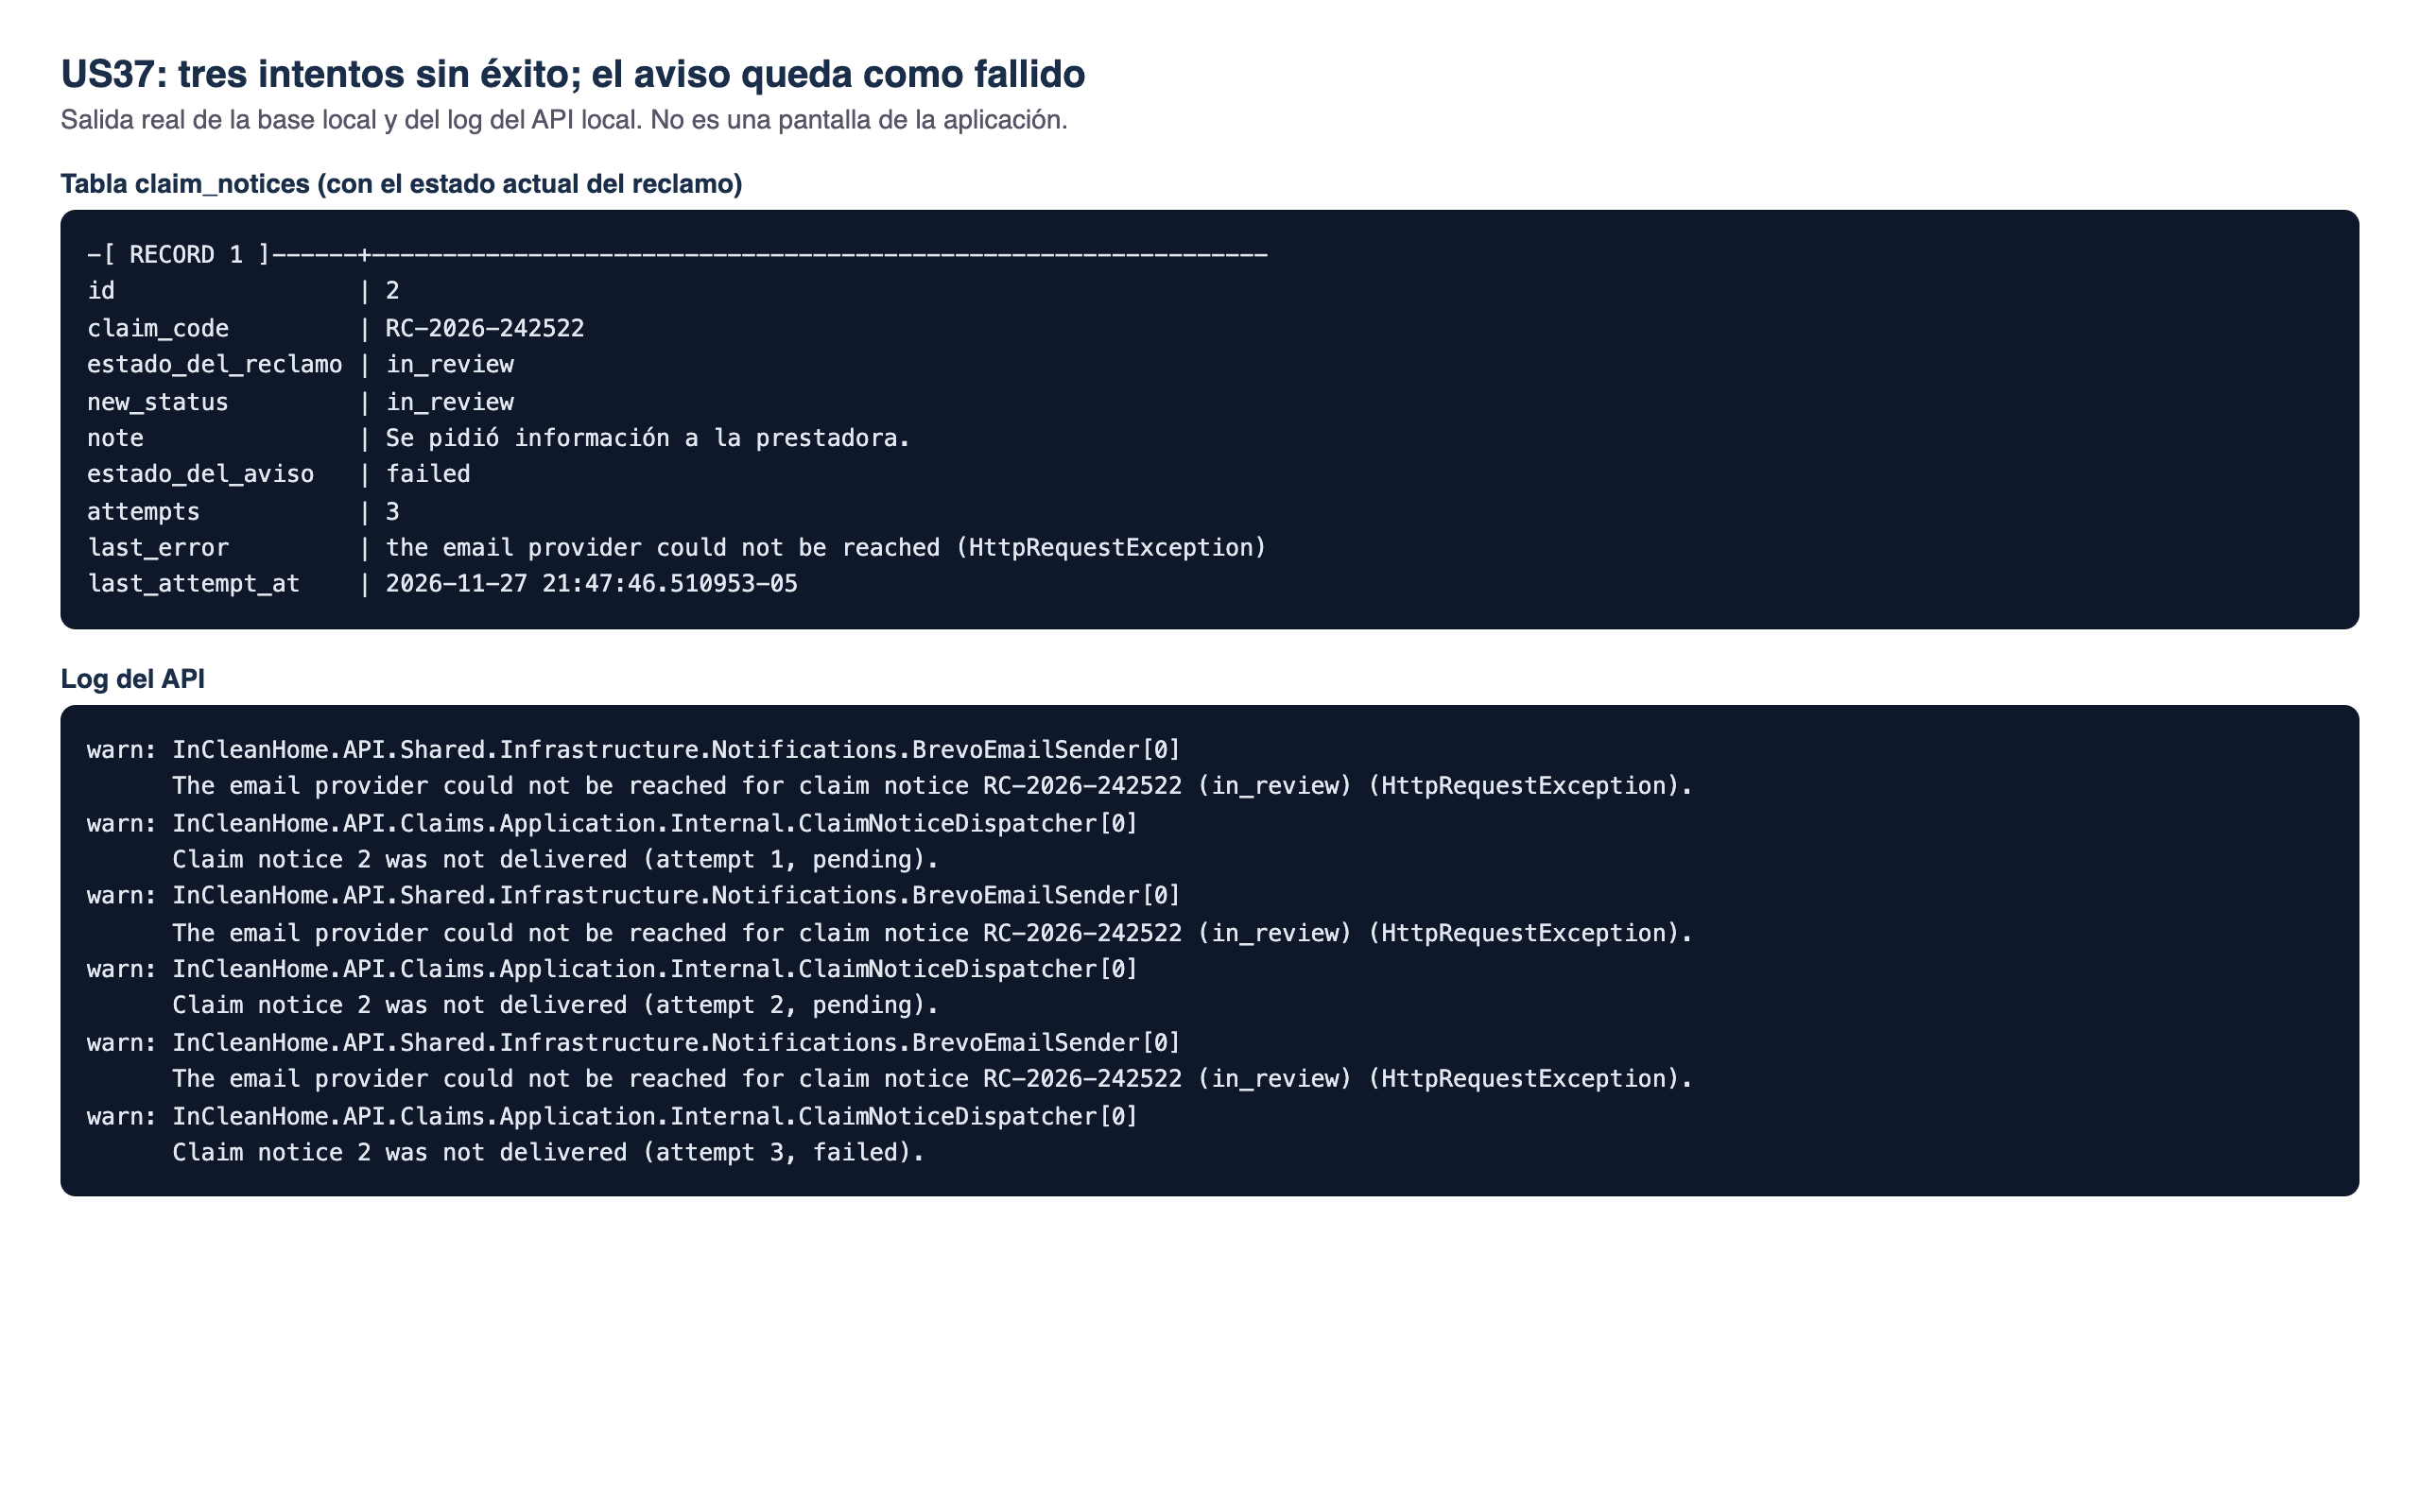 US37: tres intentos sin éxito; el aviso queda como fallido
Salida real de la base local y del log del API local. No es una pantalla de la aplicación.
Tabla claim_notices (con el estado actual del reclamo)
-[ RECORD 1 ]------+---------------------------------------------------------------
id                 | 2
claim_code         | RC-2026-242522
estado_del_reclamo | in_review
new_status         | in_review
note               | Se pidió información a la prestadora.
estado_del_aviso   | failed
attempts           | 3
last_error         | the email provider could not be reached (HttpRequestException)
last_attempt_at    | 2026-11-27 21:47:46.510953-05
Log del API
warn: InCleanHome.API.Shared.Infrastructure.Notifications.BrevoEmailSender[0]
      The email provider could not be reached for claim notice RC-2026-242522 (in_review) (HttpRequestException).
warn: InCleanHome.API.Claims.Application.Internal.ClaimNoticeDispatcher[0]
      Claim notice 2 was not delivered (attempt 1, pending).
warn: InCleanHome.API.Shared.Infrastructure.Notifications.BrevoEmailSender[0]
      The email provider could not be reached for claim notice RC-2026-242522 (in_review) (HttpRequestException).
warn: InCleanHome.API.Claims.Application.Internal.ClaimNoticeDispatcher[0]
      Claim notice 2 was not delivered (attempt 2, pending).
warn: InCleanHome.API.Shared.Infrastructure.Notifications.BrevoEmailSender[0]
      The email provider could not be reached for claim notice RC-2026-242522 (in_review) (HttpRequestException).
warn: InCleanHome.API.Claims.Application.Internal.ClaimNoticeDispatcher[0]
      Claim notice 2 was not delivered (attempt 3, failed).